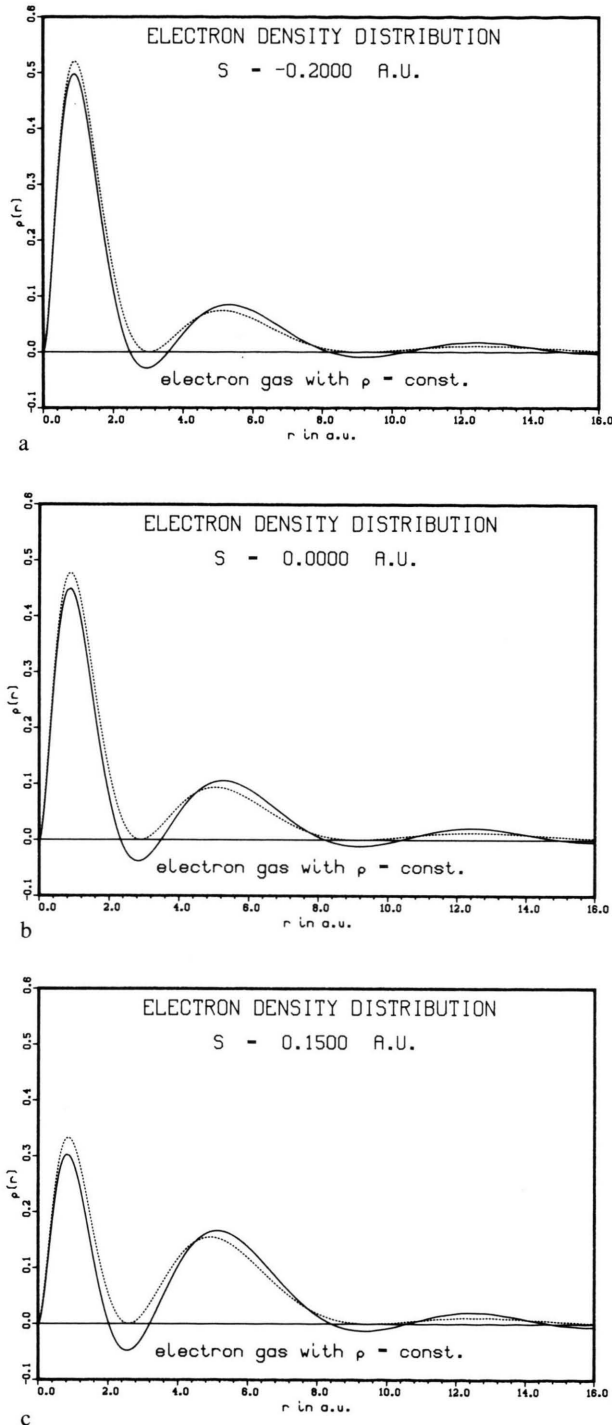 ELECTRON DENSITY DISTRIBUTION
S = -0.2000 A.U.
ρ(r)
0.6
0.5
0.4
0.3
0.2
0.1
0.0
-0.1
electron gas with ρ = const.
0.0 2.0 4.0 6.0 8.0 10.0 12.0 14.0 16.0
r in a.u.
a
ELECTRON DENSITY DISTRIBUTION
S = 0.0000 A.U.
ρ(r)
0.6
0.5
0.4
0.3
0.2
0.1
0.0
-0.1
electron gas with ρ = const.
0.0 2.0 4.0 6.0 8.0 10.0 12.0 14.0 16.0
r in a.u.
b
ELECTRON DENSITY DISTRIBUTION
S = 0.1500 A.U.
ρ(r)
0.6
0.5
0.4
0.3
0.2
0.1
0.0
-0.1
electron gas with ρ = const.
0.0 2.0 4.0 6.0 8.0 10.0 12.0 14.0 16.0
r in a.u.
c